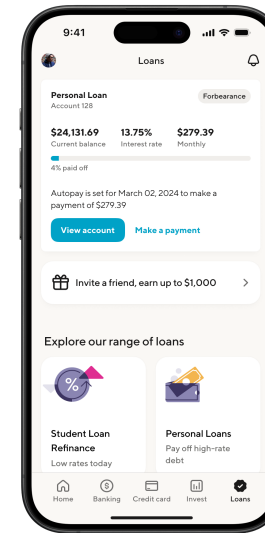 9:41
Loans
Personal Loan
Forbearance
Account 128
$24,131.69 13.75% $279.39
Current balance Interest rate Monthly
4% paid off
Autopay is set for March 02, 2024 to make a
payment of $279.39
View account Make a payment
Invite a friend, earn up to $1,000
Explore our range of loans
%
Student Loan
Refinance
Low rates today
Personal Loans
Pay off high-rate
debt
Home Banking Credit card Invest Loans